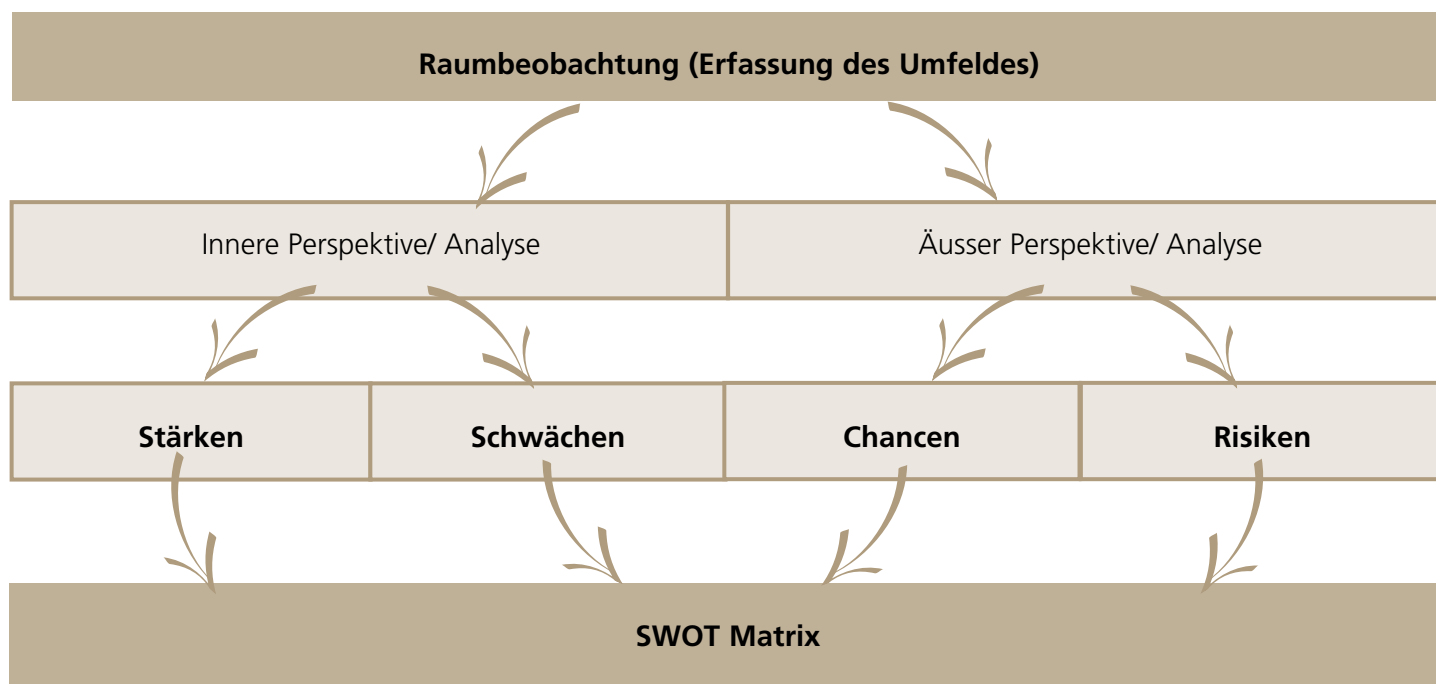 Raumbeobachtung (Erfassung des Umfeldes)
Innere Perspektive/ Analyse
Äusser Perspektive/ Analyse
Stärken
Schwächen
Chancen
Risiken
SWOT Matrix